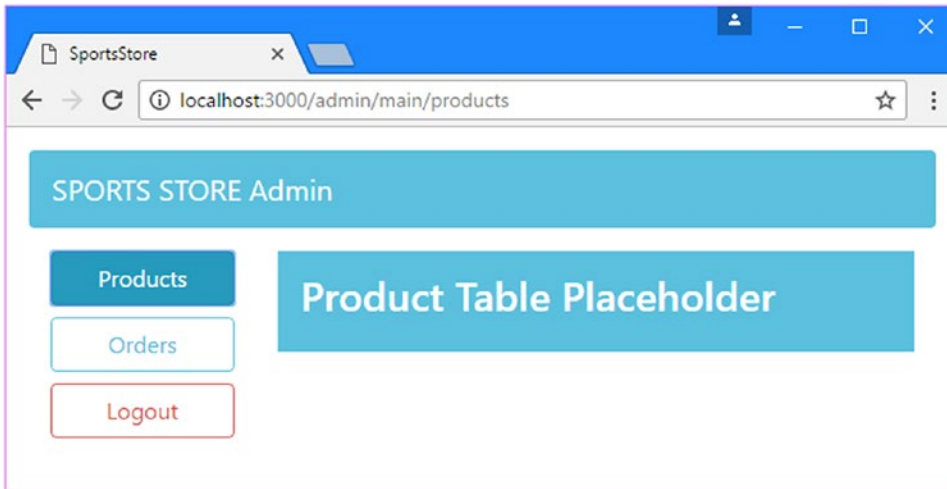 SportsStore
localhost:3000/admin/main/products
SPORTS STORE Admin
Products
Product Table Placeholder
Orders
Logout